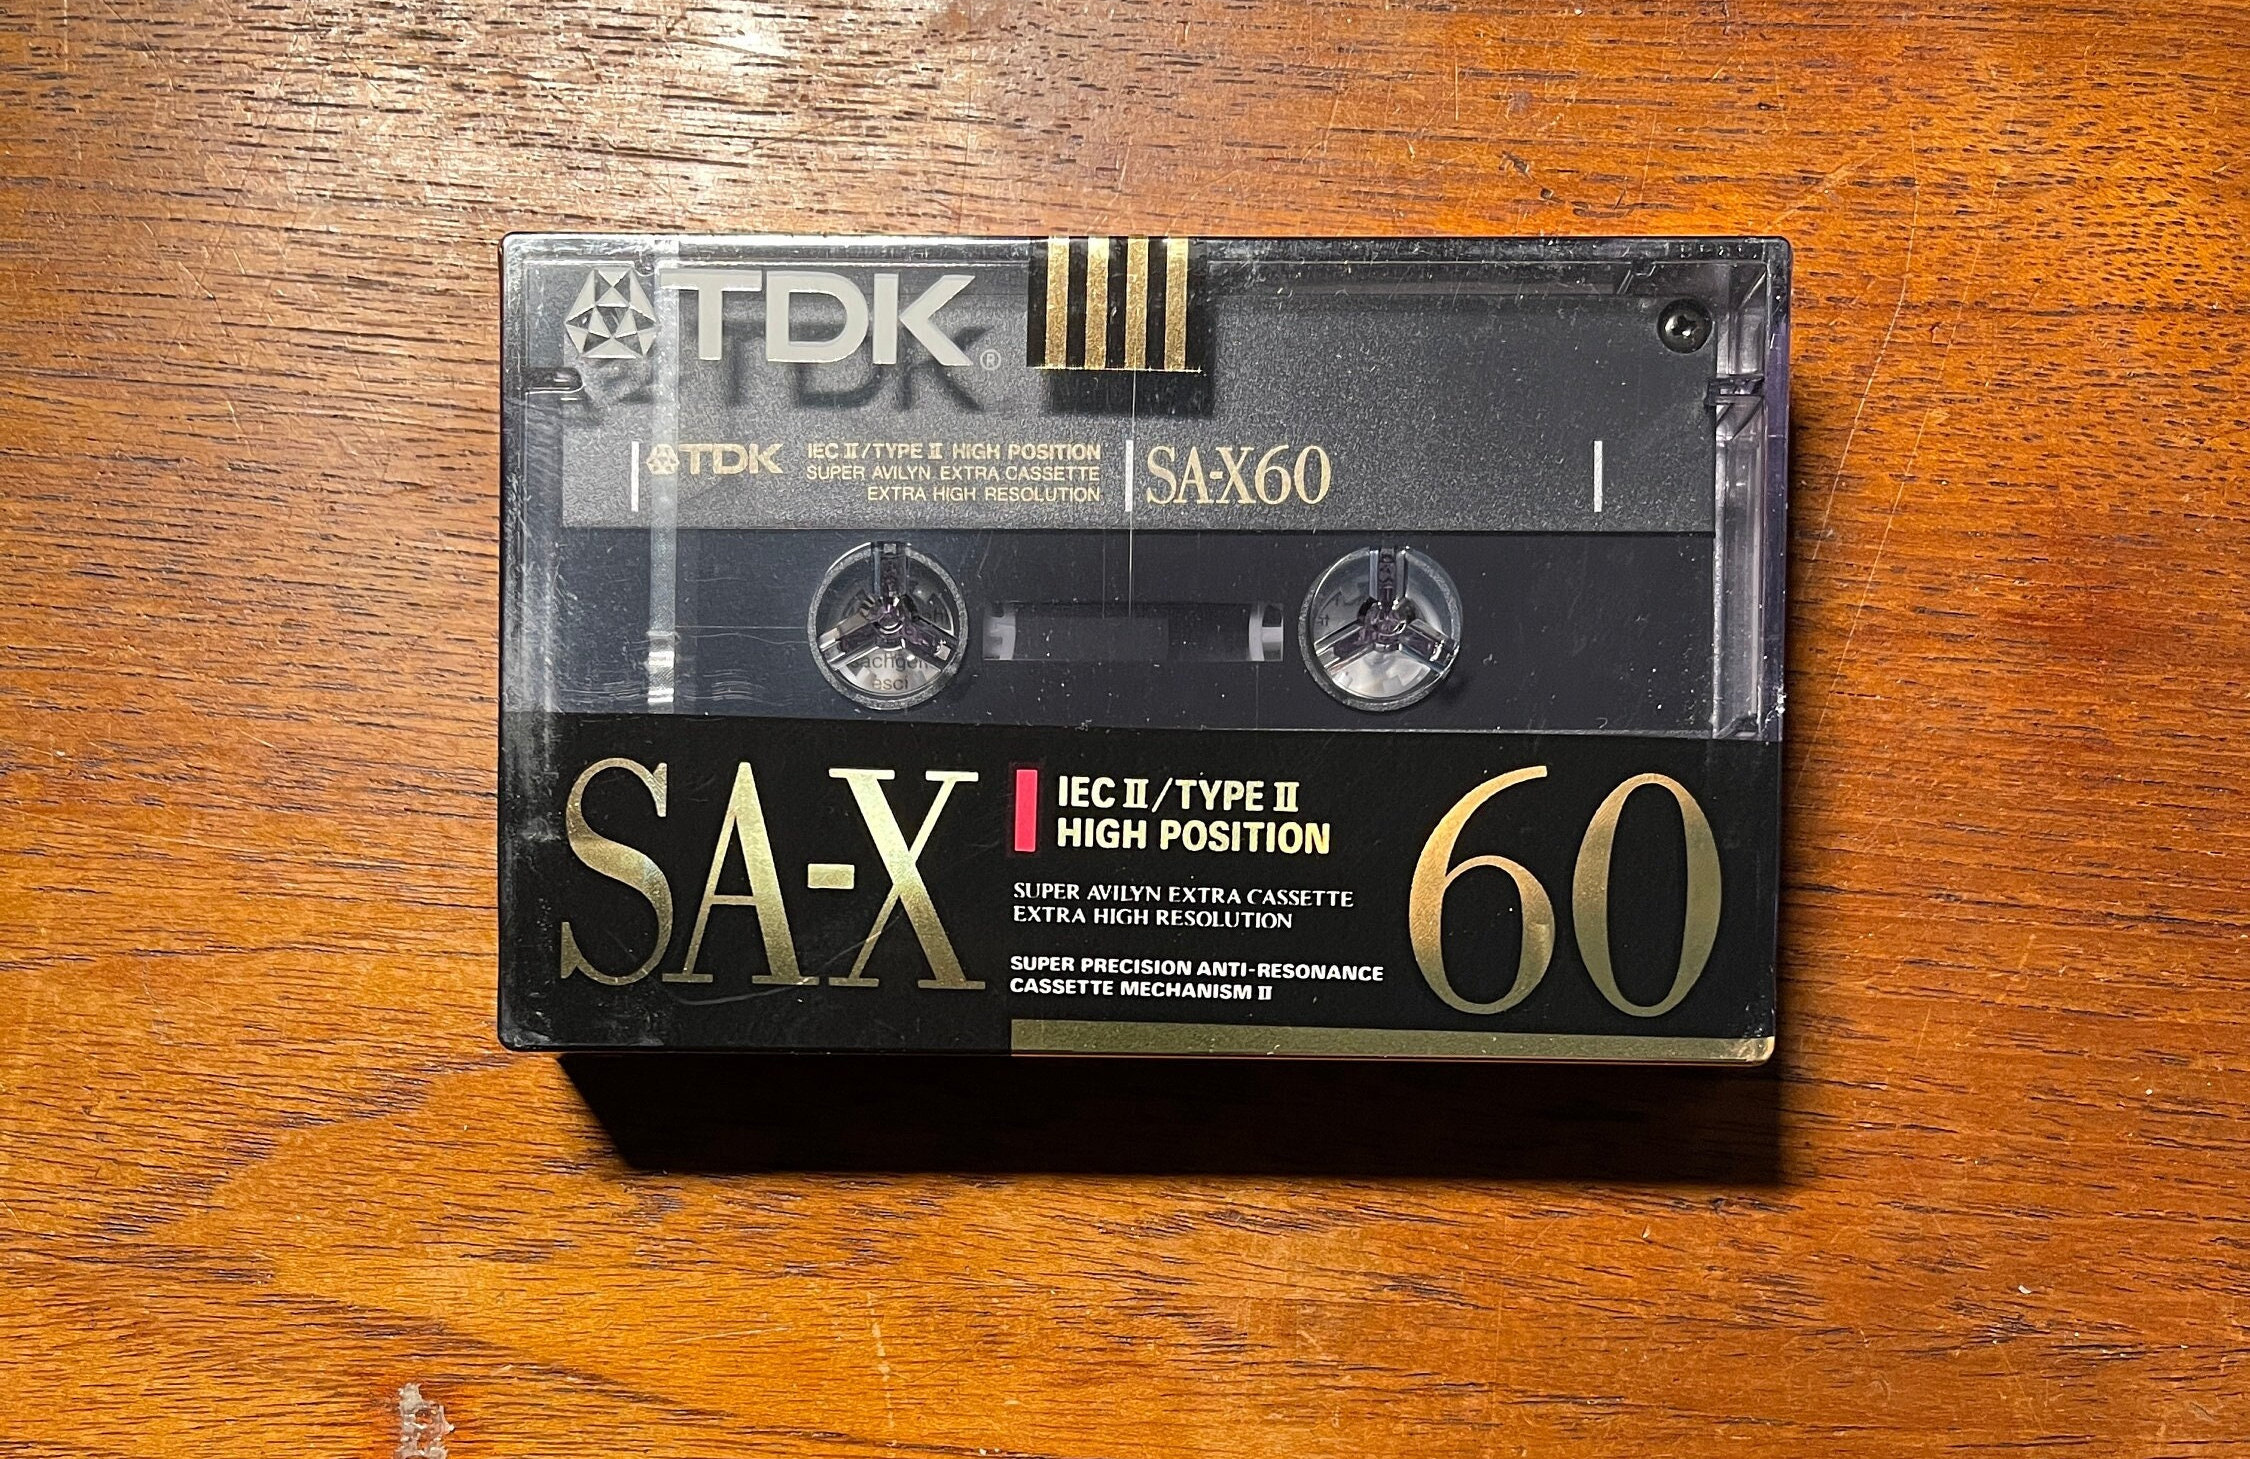 TDK®
TDK IEC II/TYPE II HIGH POSITION
SUPER AVILYN EXTRA CASSETTE
EXTRA HIGH RESOLUTION
SA-X60
SA-X
IEC II/TYPE II
HIGH POSITION
SUPER AVILYN EXTRA CASSETTE
EXTRA HIGH RESOLUTION
SUPER PRECISION ANTI-RESONANCE
CASSETTE MECHANISM II
60